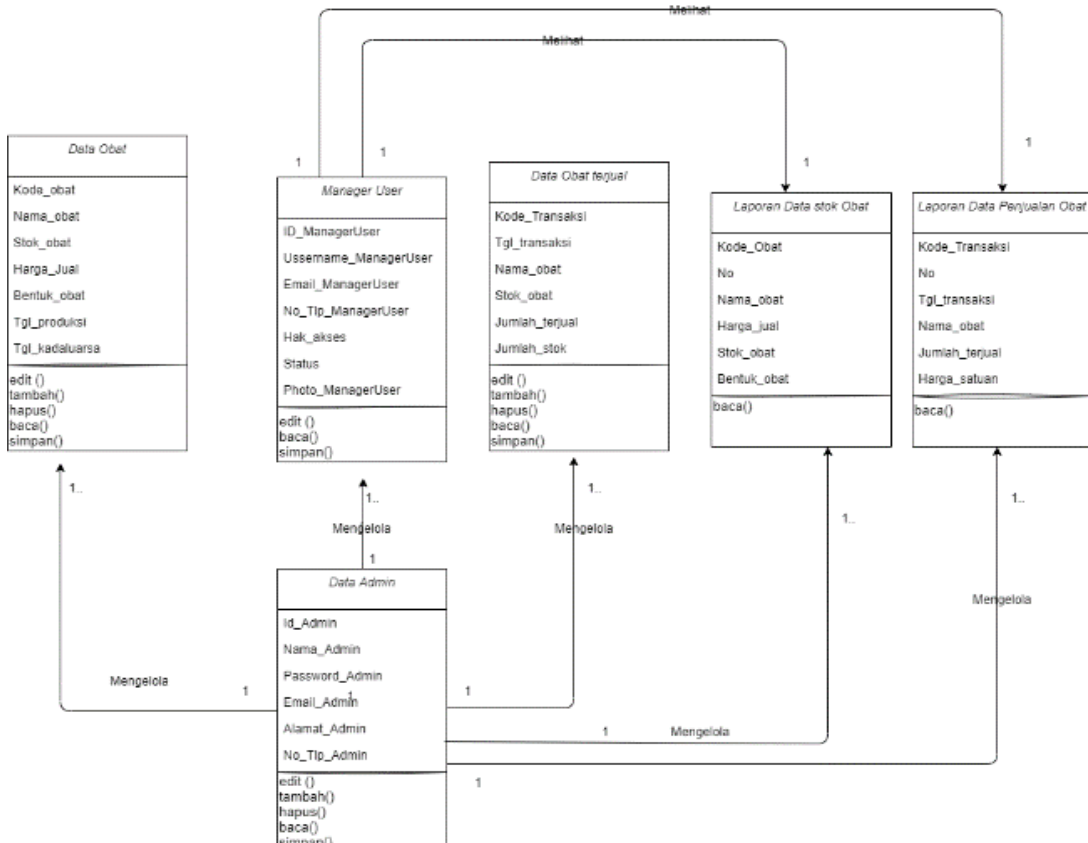 Melihat
Melihat
1
1
1
1
Data Obat
Kode_obat
Nama_obat
Stok_obat
Harga_Jual
Bentuk_obat
Tgl_produksi
Tgl_kadaluarsa
edit ()
tambah()
hapus()
baca()
simpan()
Manager User
ID_ManagerUser
Ussername_ManagerUser
Email_ManagerUser
No_Tlp_ManagerUser
Hak_akses
Status
Photo_ManagerUser
edit ()
baca()
simpan()
Data Obat terjual
Kode_Transaksi
Tgl_transaksi
Nama_obat
Stok_obat
Jumlah_terjual
Jumlah_stok
edit ()
tambah()
hapus()
baca()
simpan()
Laporan Data stok Obat
Kode_Obat
No
Nama_obat
Harga_jual
Stok_obat
Bentuk_obat
baca()
Laporan Data Penjualan Obat
Kode_Transaksi
No
Tgl_transaksi
Nama_obat
Jumlah_terjual
Harga_satuan
baca()
1..
1..
1..
1..
1..
Mengelola
Mengelola
1
Data Admin
Id_Admin
Nama_Admin
Password_Admin
Email_Admin
Alamat_Admin
No_Tlp_Admin
edit ()
tambah()
hapus()
baca()
simpan()
Mengelola
1
1
1
1
Mengelola
Mengelola
1